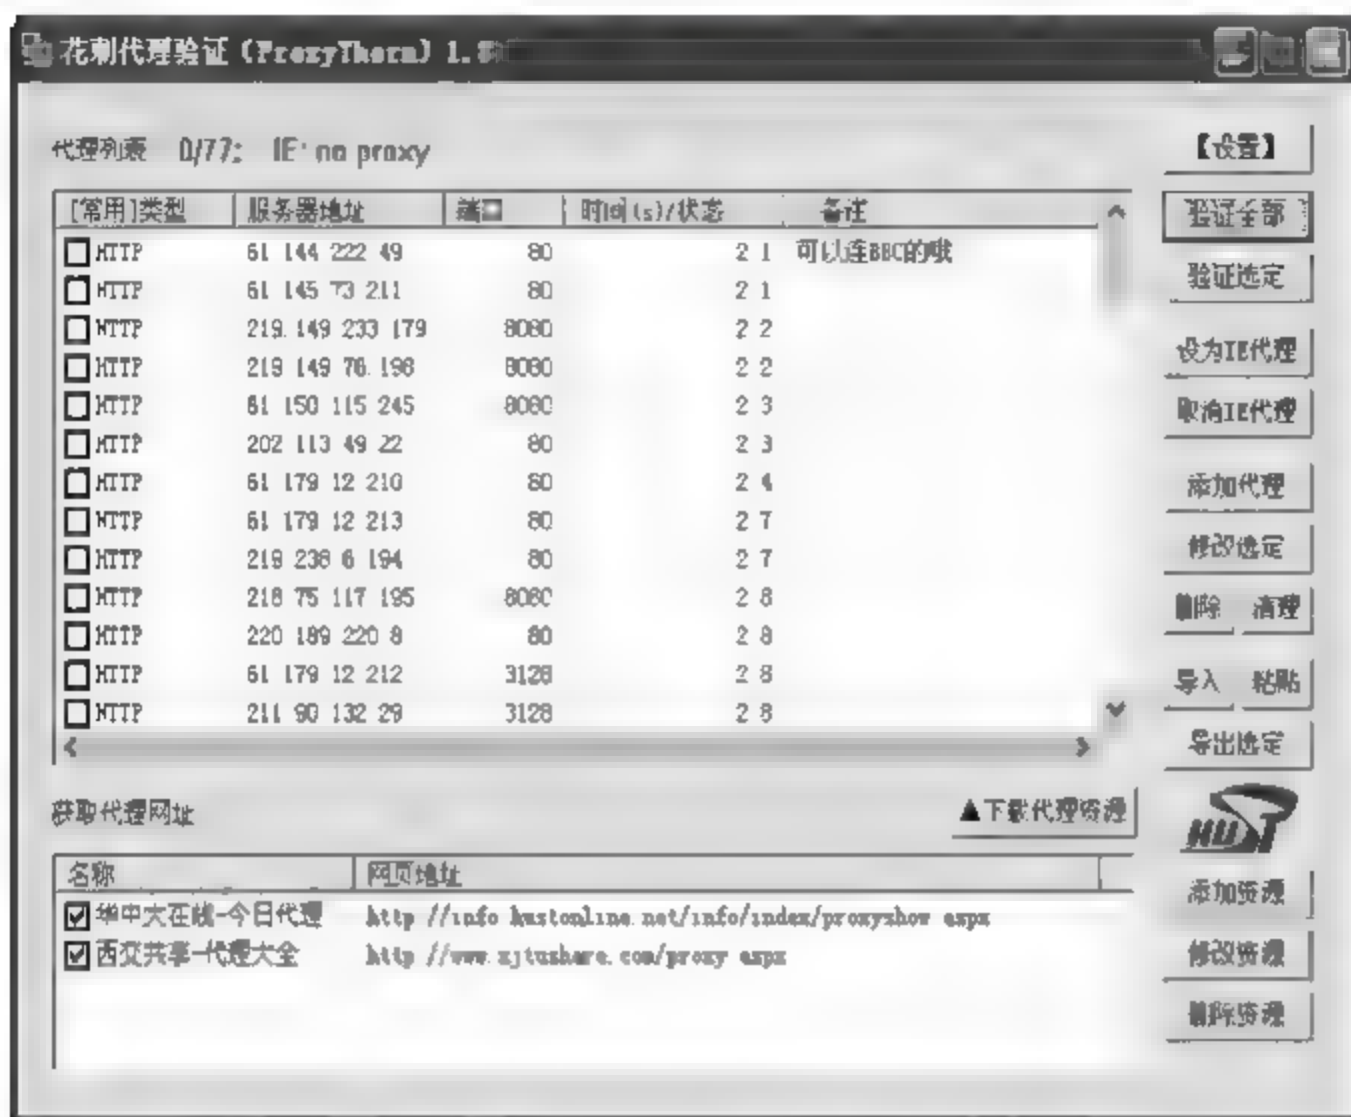 花刺代理验证 (ProxyThorn) 1.
代理列表 0/77; IE: no proxy
【设置】
[常用]类型 服务器地址 端口 时间(s)/状态 备注
验证全部
HTTP 61 144 222 49 80 2 1 可以连BBC的哦
验证选定
HTTP 61 145 73 211 80 2 1
HTTP 219.149 233 179 8080 2 2
设为IE代理
HTTP 219 149 76.198 8080 2 2
HTTP 61 150 115 245 8080 2 3
取消IE代理
HTTP 202 113 49 22 80 2 3
HTTP 61 179 12 210 80 2 4
添加代理
HTTP 61 179 12 213 80 2 7
HTTP 219 238 6 194 80 2 7
修改选定
HTTP 218 75 117 195 8080 2 8
删除 清理
HTTP 220 189 220 8 80 2 8
HTTP 61 179 12 212 3128 2 8
导入 粘贴
HTTP 211 90 132 29 3128 2 8
导出选定
获取代理网址
▲下载代理资源
HUST
名称 网页地址
添加资源
华中大在线-今日代理 http //info hustonline.net/info/index/proxyshow aspx
西交共享-代理大全 http //www.xjtushare.com/proxy aspx
修改资源
删除资源